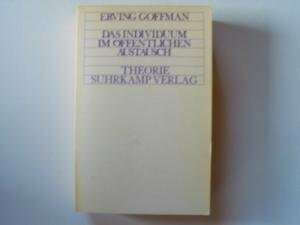 ERVING GOFFMAN
DAS INDIVIDUUM
IM ÖFFENTLICHEN
AUSTAUSCH
THEORIE
SUHRKAMP VERLAG